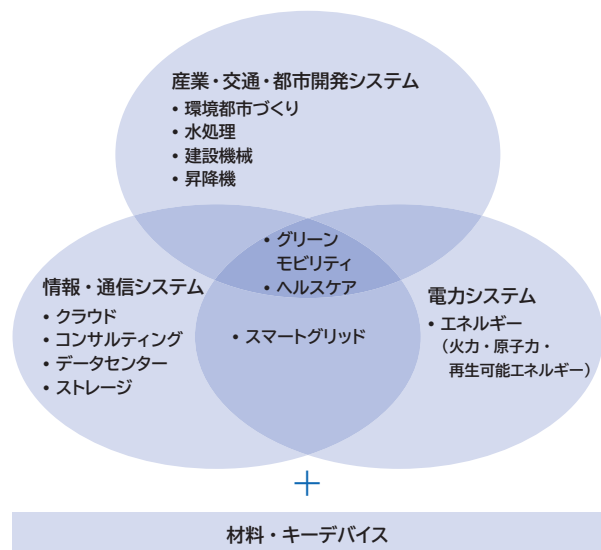 産業・交通・都市開発システム
• 環境都市づくり
• 水処理
• 建設機械
• 昇降機
• グリーン
モビリティ
• ヘルスケア
情報・通信システム
• クラウド
• コンサルティング
• データセンター
• ストレージ
• スマートグリッド
電力システム
• エネルギー
（火力・原子力・
再生可能エネルギー）
+
材料・キーデバイス